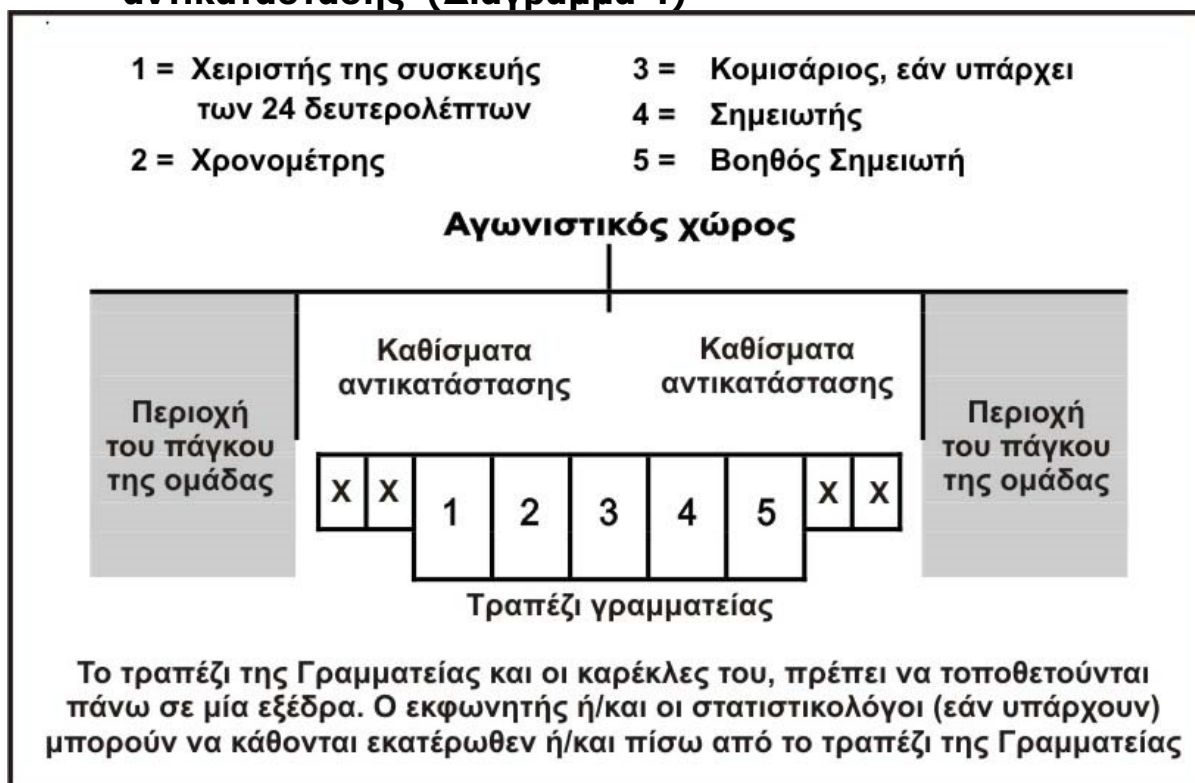 αντικατάστασης (Διάγραμμα 4)
1 = Χειριστής της συσκευής
των 24 δευτερολέπτων
2 = Χρονομέτρης
3 = Κομισάριος, εάν υπάρχει
4 = Σημειωτής
5 = Βοηθός Σημειωτή
Αγωνιστικός χώρος
Καθίσματα
αντικατάστασης
Καθίσματα
αντικατάστασης
Περιοχή
του πάγκου
της ομάδας
Περιοχή
του πάγκου
της ομάδας
X X 1 2 3 4 5 X X
Τραπέζι γραμματείας
Το τραπέζι της Γραμματείας και οι καρέκλες του, πρέπει να τοποθετούνται
πάνω σε μία εξέδρα. Ο εκφωνητής ή/και οι στατιστικολόγοι (εάν υπάρχουν)
μπορούν να κάθονται εκατέρωθεν ή/και πίσω από το τραπέζι της Γραμματείας